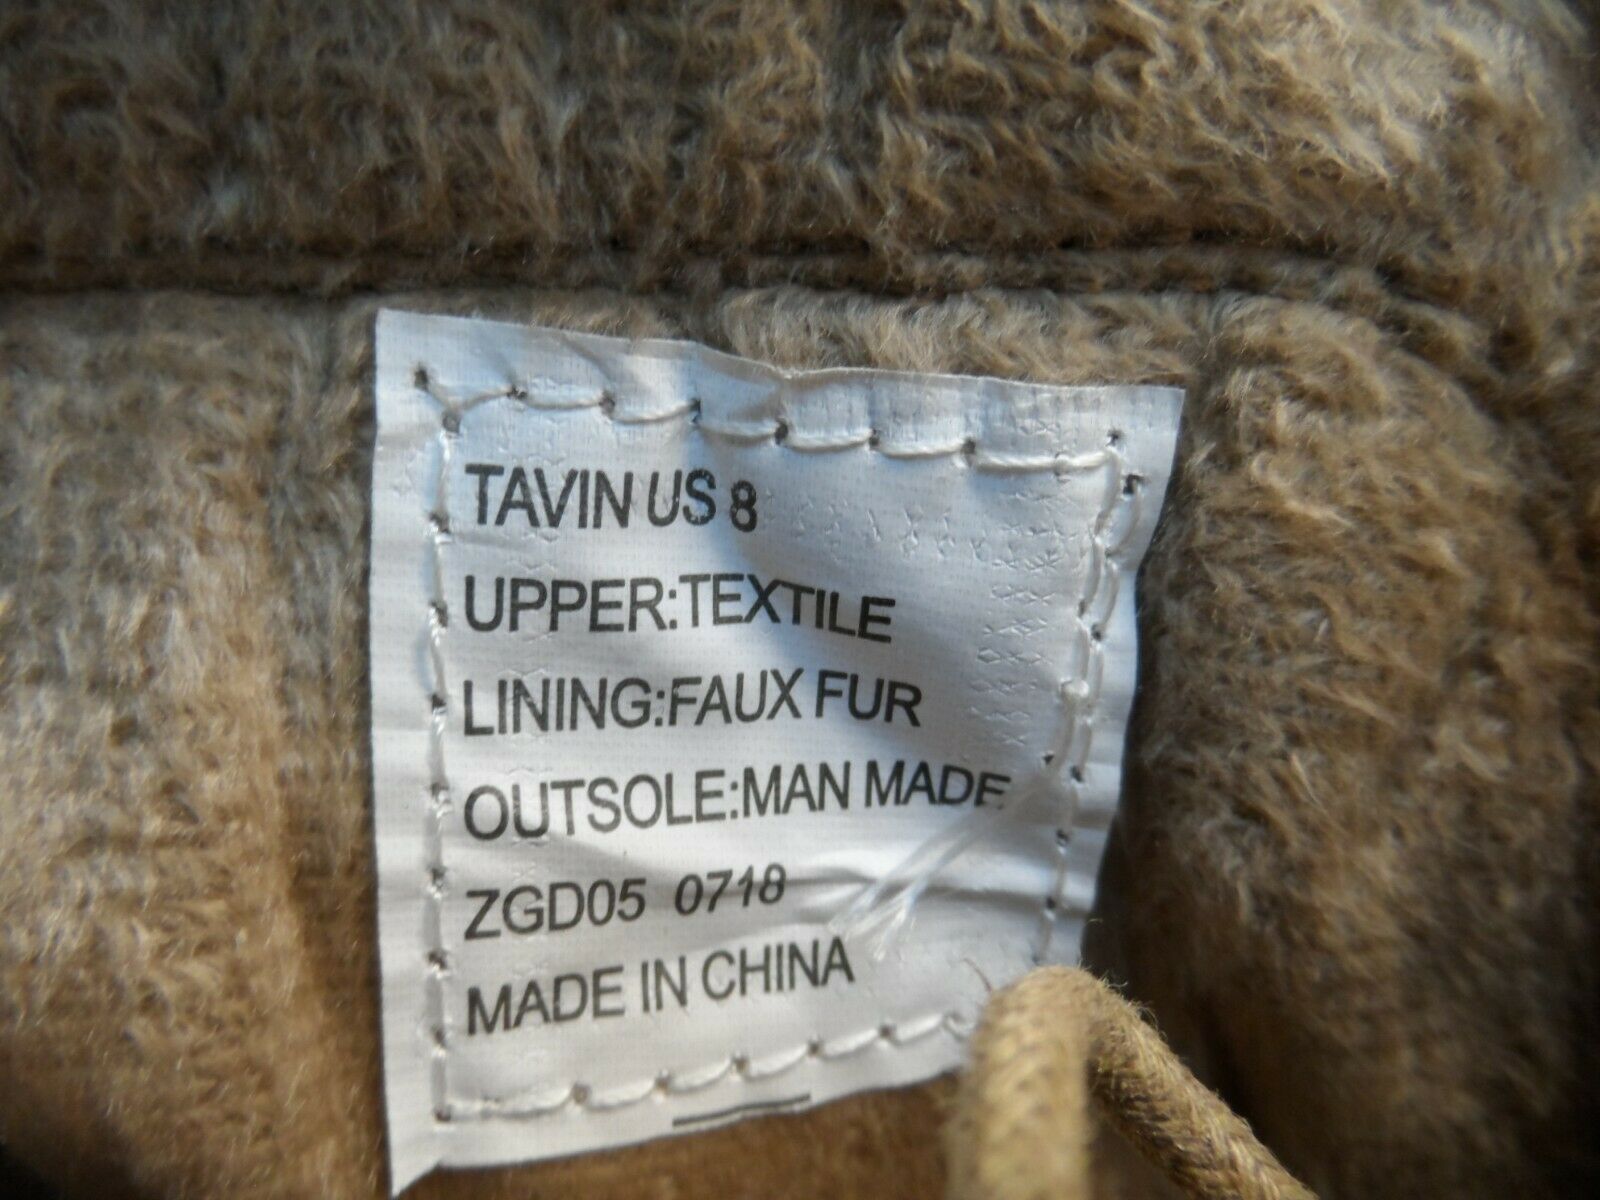 TAVIN US 8
UPPER:TEXTILE
LINING:FAUX FUR
OUTSOLE:MAN MADE
ZGD05 0718
MADE IN CHINA